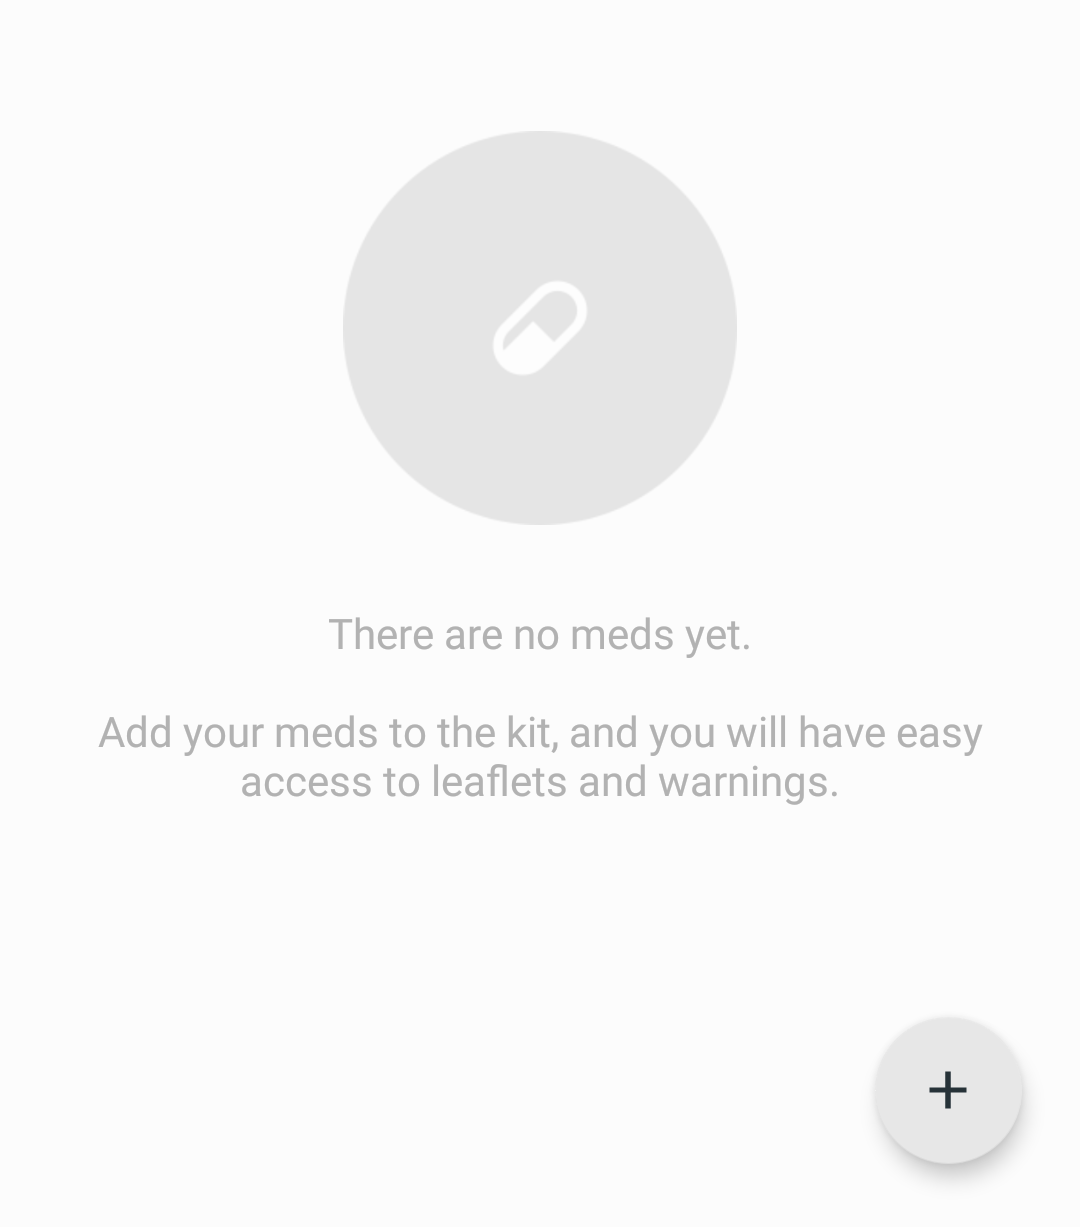 There are no meds yet.
Add your meds to the kit, and you will have easy
access to leaflets and warnings.